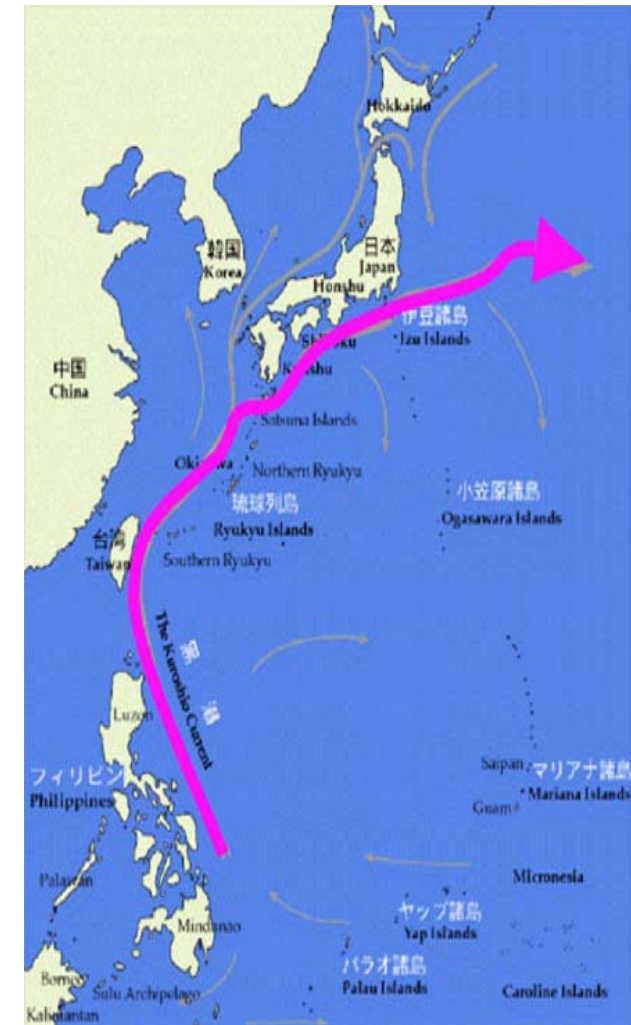 Hokkaido
韓国
Korea
日本
Japan
Honshu
伊豆諸島
Izu Islands
中国
China
Satsuna Islands
Northern Ryukyu
琉球列島
Ryukyu Islands
小笠原諸島
Ogasawara Islands
台湾
Taiwan
Southern Ryukyu
The Kuroshio Current
黒潮
Luzon
フィリピン
Philippines
Saipan
マリアナ諸島
Mariana Islands
Guam
Micronesia
Palawan
Mindanao
ヤップ諸島
Yap Islands
パラオ諸島
Palau Islands
Caroline Islands
Borneo
Kalimantan
Sulu Archipelago